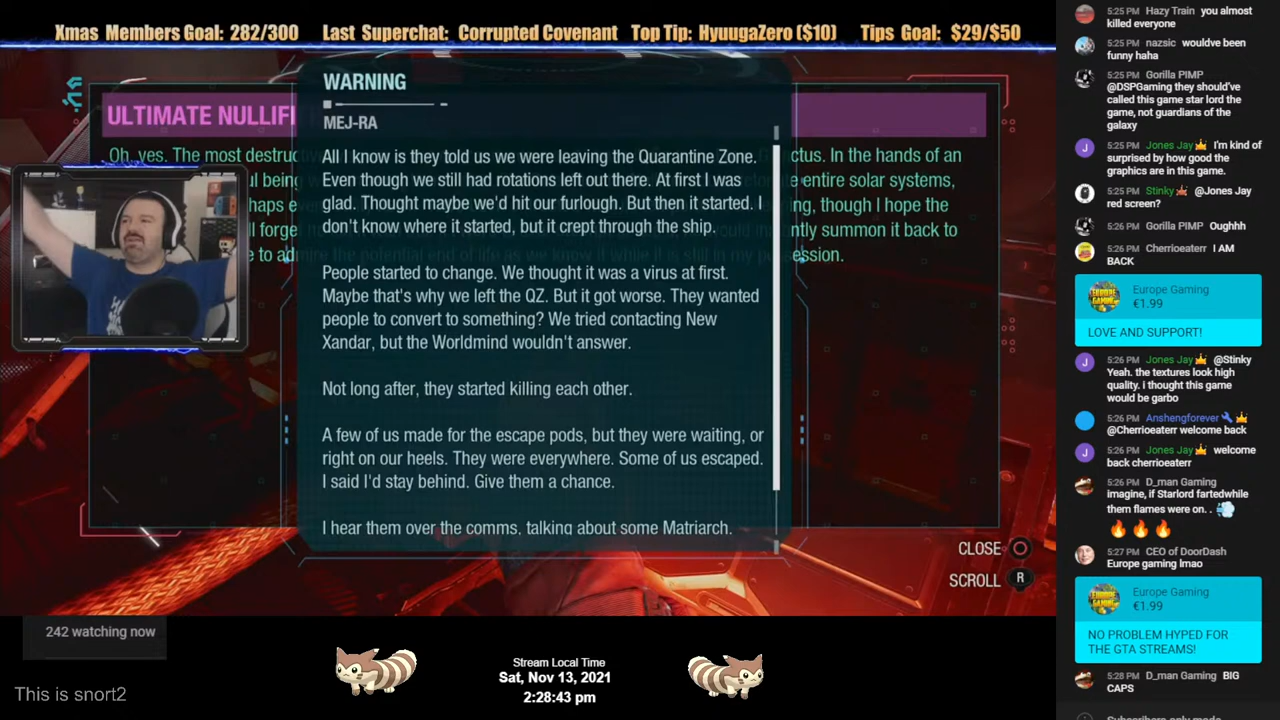 Xmas Members Goal: 282/300 Last Superchat: Corrupted Covenant Top Tip: HyuugaZero ($10) Tips Goal: $29/$50
ULTIMATE NULLIFI
Oh, yes. The most destruc
ctus. In the hands of an
ul being
entire solar systems,
haps
ing, though I hope the
ll forge
ntly summon it back to
e to
session.
WARNING
MEJ-RA
All I know is they told us we were leaving the Quarantine Zone.
Even though we still had rotations left out there. At first I was
glad. Thought maybe we'd hit our furlough. But then it started. I
don't know where it started, but it crept through the ship.
People started to change. We thought it was a virus at first.
Maybe that's why we left the QZ. But it got worse. They wanted
people to convert to something? We tried contacting New
Xandar, but the Worldmind wouldn't answer.
Not long after, they started killing each other.
A few of us made for the escape pods, but they were waiting, or
right on our heels. They were everywhere. Some of us escaped.
I said I'd stay behind. Give them a chance.
I hear them over the comms, talking about some Matriarch.
CLOSE
SCROLL R
242 watching now
This is snort2
Stream Local Time
Sat, Nov 13, 2021
2:28:43 pm
5:25 PM Hazy Train you almost
killed everyone
5:25 PM nazsic wouldve been
funny haha
5:25 PM Gorilla PIMP
@DSPGaming they should've
called this game star lord the
game, not guardians of the
galaxy
J 5:25 PM Jones Jay I'm kind of
surprised by how good the
graphics are in this game.
5:25 PM Stinky @Jones Jay
red screen?
5:26 PM Gorilla PIMP Oughhh
5:26 PM Cherrioeaterr I AM
BACK
Europe Gaming
€1.99
LOVE AND SUPPORT!
J 5:26 PM Jones Jay @Stinky
Yeah. the textures look high
quality. i thought this game
would be garbo
5:26 PM Anshengforever
@Cherrioeaterr welcome back
J 5:26 PM Jones Jay welcome
back cherrioeaterr
5:26 PM D_man Gaming
imagine, if Starlord fartedwhile
them flames were on. .
5:27 PM CEO of DoorDash
Europe gaming lmao
Europe Gaming
€1.99
NO PROBLEM HYPED FOR
THE GTA STREAMS!
5:28 PM D_man Gaming BIG
CAPS
Subscribers-only mode